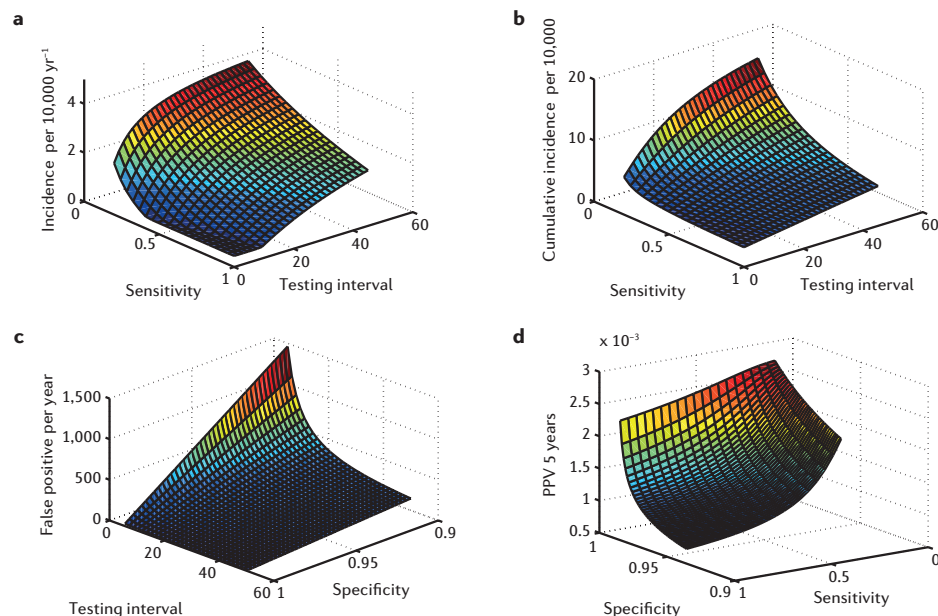 a
Incidence per 10,000 yr⁻¹
4
2
0
0
0.5
1
Sensitivity
0
20
40
60
Testing interval
b
Cumulative incidence per 10,000
20
10
0
0
0.5
1
Sensitivity
0
20
40
60
Testing interval
c
False positive per year
1,500
1,000
500
0
0
20
40
60
Testing interval
1
0.95
0.9
Specificity
d
x 10⁻³
PPV 5 years
3
2.5
2
1.5
1
0.5
1
0.95
0.9
Specificity
1
0.5
0
Sensitivity